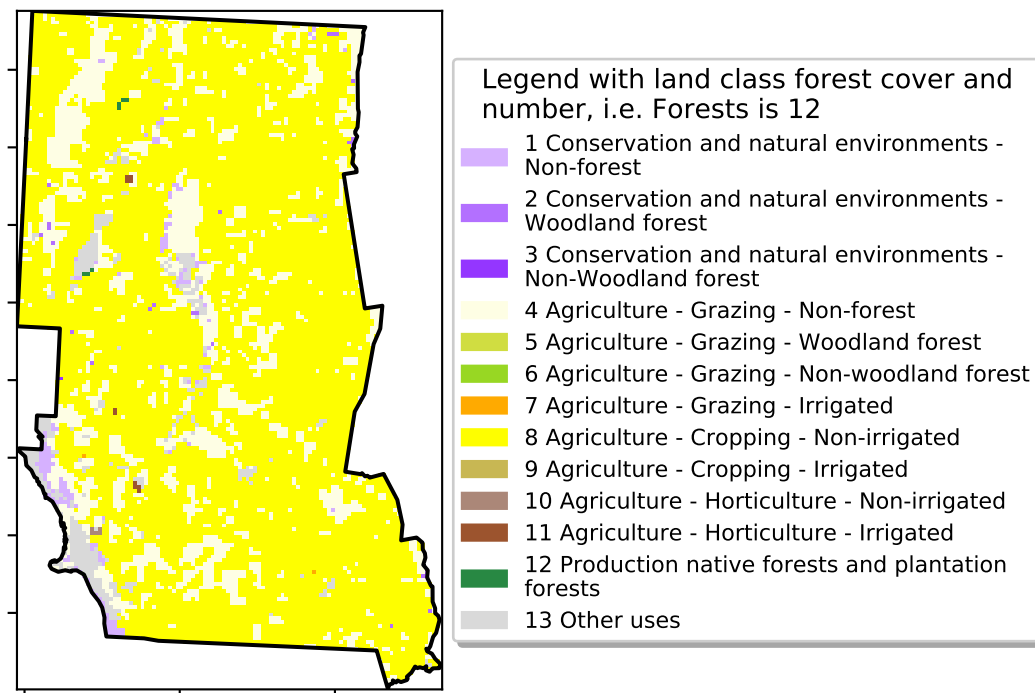 Legend with land class forest cover and
number, i.e. Forests is 12
1 Conservation and natural environments -
Non-forest
2 Conservation and natural environments -
Woodland forest
3 Conservation and natural environments -
Non-Woodland forest
4 Agriculture - Grazing - Non-forest
5 Agriculture - Grazing - Woodland forest
6 Agriculture - Grazing - Non-woodland forest
7 Agriculture - Grazing - Irrigated
8 Agriculture - Cropping - Non-irrigated
9 Agriculture - Cropping - Irrigated
10 Agriculture - Horticulture - Non-irrigated
11 Agriculture - Horticulture - Irrigated
12 Production native forests and plantation
forests
13 Other uses